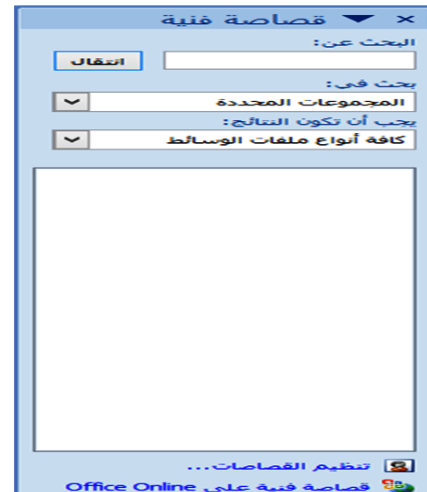 قصاصة فنية
البحث عن:
انتقال
بحث في:
المجموعات المحددة
يجب أن تكون النتائج:
كافة أنواع ملفات الوسائط
تنظيم القصاصات...
قصاصة فنية على Office Online